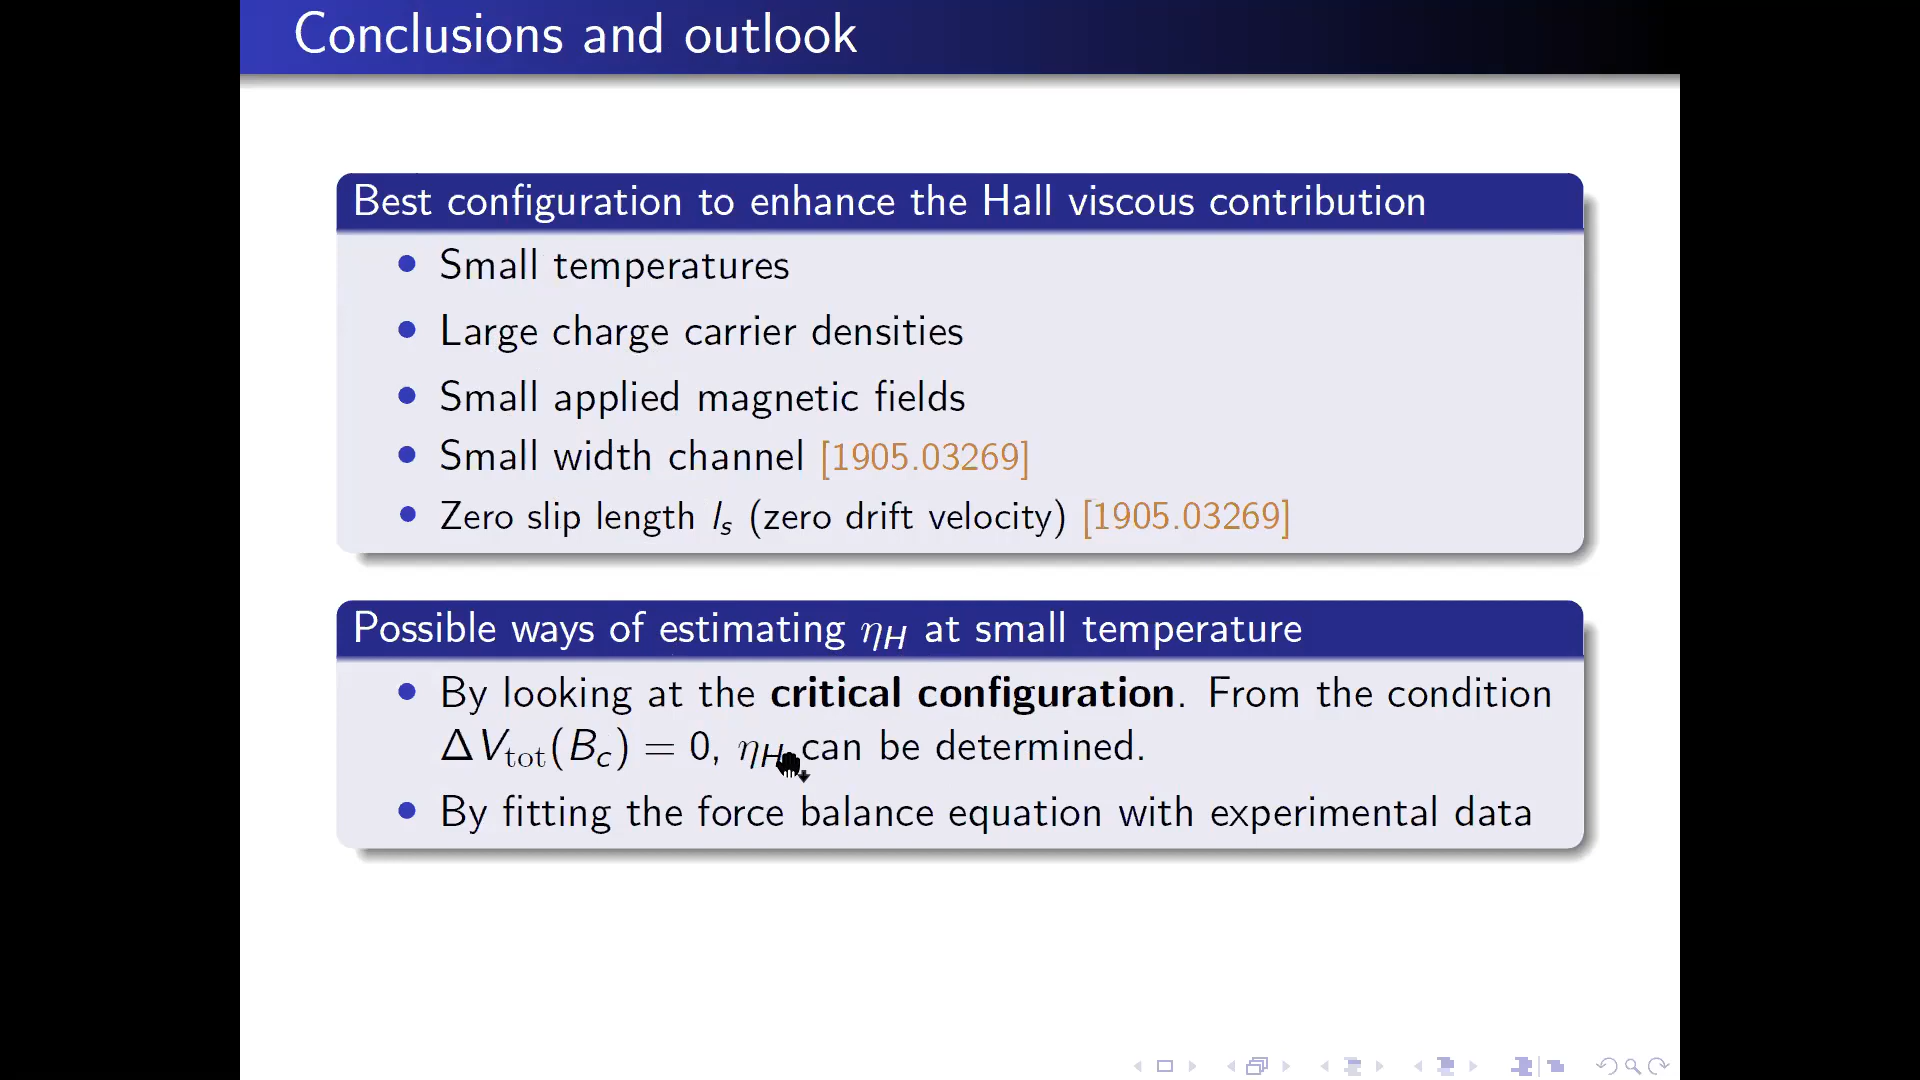 Conclusions and outlook
Best configuration to enhance the Hall viscous contribution
• Small temperatures
• Large charge carrier densities
• Small applied magnetic fields
• Small width channel [1905.03269]
• Zero slip length lₛ (zero drift velocity) [1905.03269]
Possible ways of estimating η_H at small temperature
• By looking at the critical configuration. From the condition
ΔV_tot(B_c) = 0, η_H can be determined.
• By fitting the force balance equation with experimental data